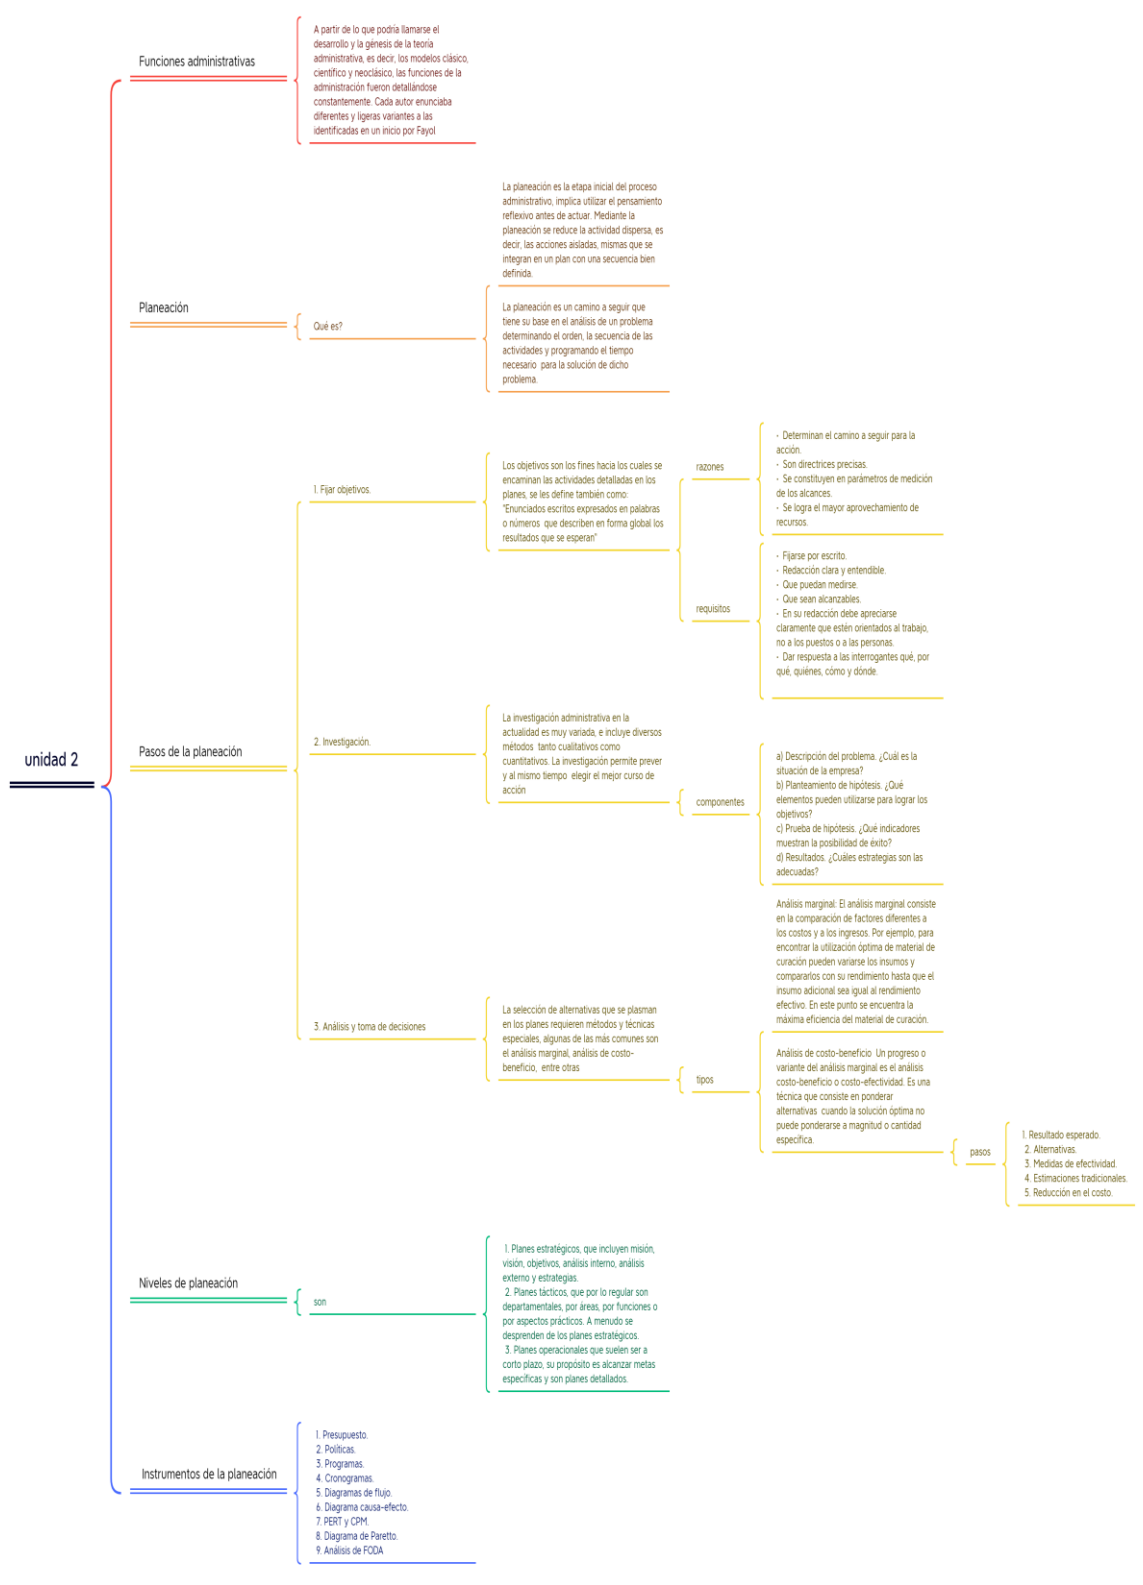 unidad 2
Funciones administrativas
A partir de lo que podría llamarse el
desarrollo y la génesis de la teoría
administrativa, es decir, los modelos clásico,
científico y neoclásico, las funciones de la
administración fueron detallándose
constantemente. Cada autor enunciaba
diferentes y ligeras variantes a las
identificadas en un inicio por Fayol
Planeación
Qué es?
La planeación es la etapa inicial del proceso
administrativo, implica utilizar el pensamiento
reflexivo antes de actuar. Mediante la
planeación se reduce la actividad dispersa, es
decir, las acciones aisladas, mismas que se
integran en un plan con una secuencia bien
definida.
La planeación es un camino a seguir que
tiene su base en el análisis de un problema
determinando el orden, la secuencia de las
actividades y programando el tiempo
necesario  para la solución de dicho
problema.
Pasos de la planeación
1. Fijar objetivos.
Los objetivos son los fines hacia los cuales se
encaminan las actividades detalladas en los
planes, se les define también como:
"Enunciados escritos expresados en palabras
o números  que describen en forma global los
resultados que se esperan"
razones
-  Determinan el camino a seguir para la
acción.
-  Son directrices precisas.
-  Se constituyen en parámetros de medición
de los alcances.
-  Se logra el mayor aprovechamiento de
recursos.
requisitos
-  Fijarse por escrito.
-  Redacción clara y entendible.
-  Que puedan medirse.
-  Que sean alcanzables.
-  En su redacción debe apreciarse
claramente que estén orientados al trabajo,
no a los puestos o a las personas.
-  Dar respuesta a las interrogantes qué, por
qué, quiénes, cómo y dónde.
2. Investigación.
La investigación administrativa en la
actualidad es muy variada, e incluye diversos
métodos  tanto cualitativos como
cuantitativos. La investigación permite prever
y al mismo tiempo  elegir el mejor curso de
acción
componentes
a) Descripción del problema. ¿Cuál es la
situación de la empresa?
b) Planteamiento de hipótesis. ¿Qué
elementos pueden utilizarse para lograr los
objetivos?
c) Prueba de hipótesis. ¿Qué indicadores
muestran la posibilidad de éxito?
d) Resultados. ¿Cuáles estrategias son las
adecuadas?
3. Análisis y toma de decisiones
La selección de alternativas que se plasman
en los planes requieren métodos y técnicas
especiales, algunas de las más comunes son
el análisis marginal, análisis de costo-
beneficio,  entre otras
tipos
Análisis marginal: El análisis marginal consiste
en la comparación de factores diferentes a
los costos y a los ingresos. Por ejemplo, para
encontrar la utilización óptima de material de
curación pueden variarse los insumos y
compararlos con su rendimiento hasta que el
insumo adicional sea igual al rendimiento
efectivo. En este punto se encuentra la
máxima eficiencia del material de curación.
Análisis de costo-beneficio  Un progreso o
variante del análisis marginal es el análisis
costo-beneficio o costo-efectividad. Es una
técnica que consiste en ponderar
alternativas  cuando la solución óptima no
puede ponderarse a magnitud o cantidad
específica.
pasos
1. Resultado esperado.
2. Alternativas.
3. Medidas de efectividad.
4. Estimaciones tradicionales.
5. Reducción en el costo.
Niveles de planeación
son
1. Planes estratégicos, que incluyen misión,
visión, objetivos, análisis interno, análisis
externo y estrategias.
2. Planes tácticos, que por lo regular son
departamentales, por áreas, por funciones o
por aspectos prácticos. A menudo se
desprenden de los planes estratégicos.
3. Planes operacionales que suelen ser a
corto plazo, su propósito es alcanzar metas
específicas y son planes detallados.
Instrumentos de la planeación
1. Presupuesto.
2. Políticas.
3. Programas.
4. Cronogramas.
5. Diagramas de flujo.
6. Diagrama causa-efecto.
7. PERT y CPM.
8. Diagrama de Paretto.
9. Análisis de FODA